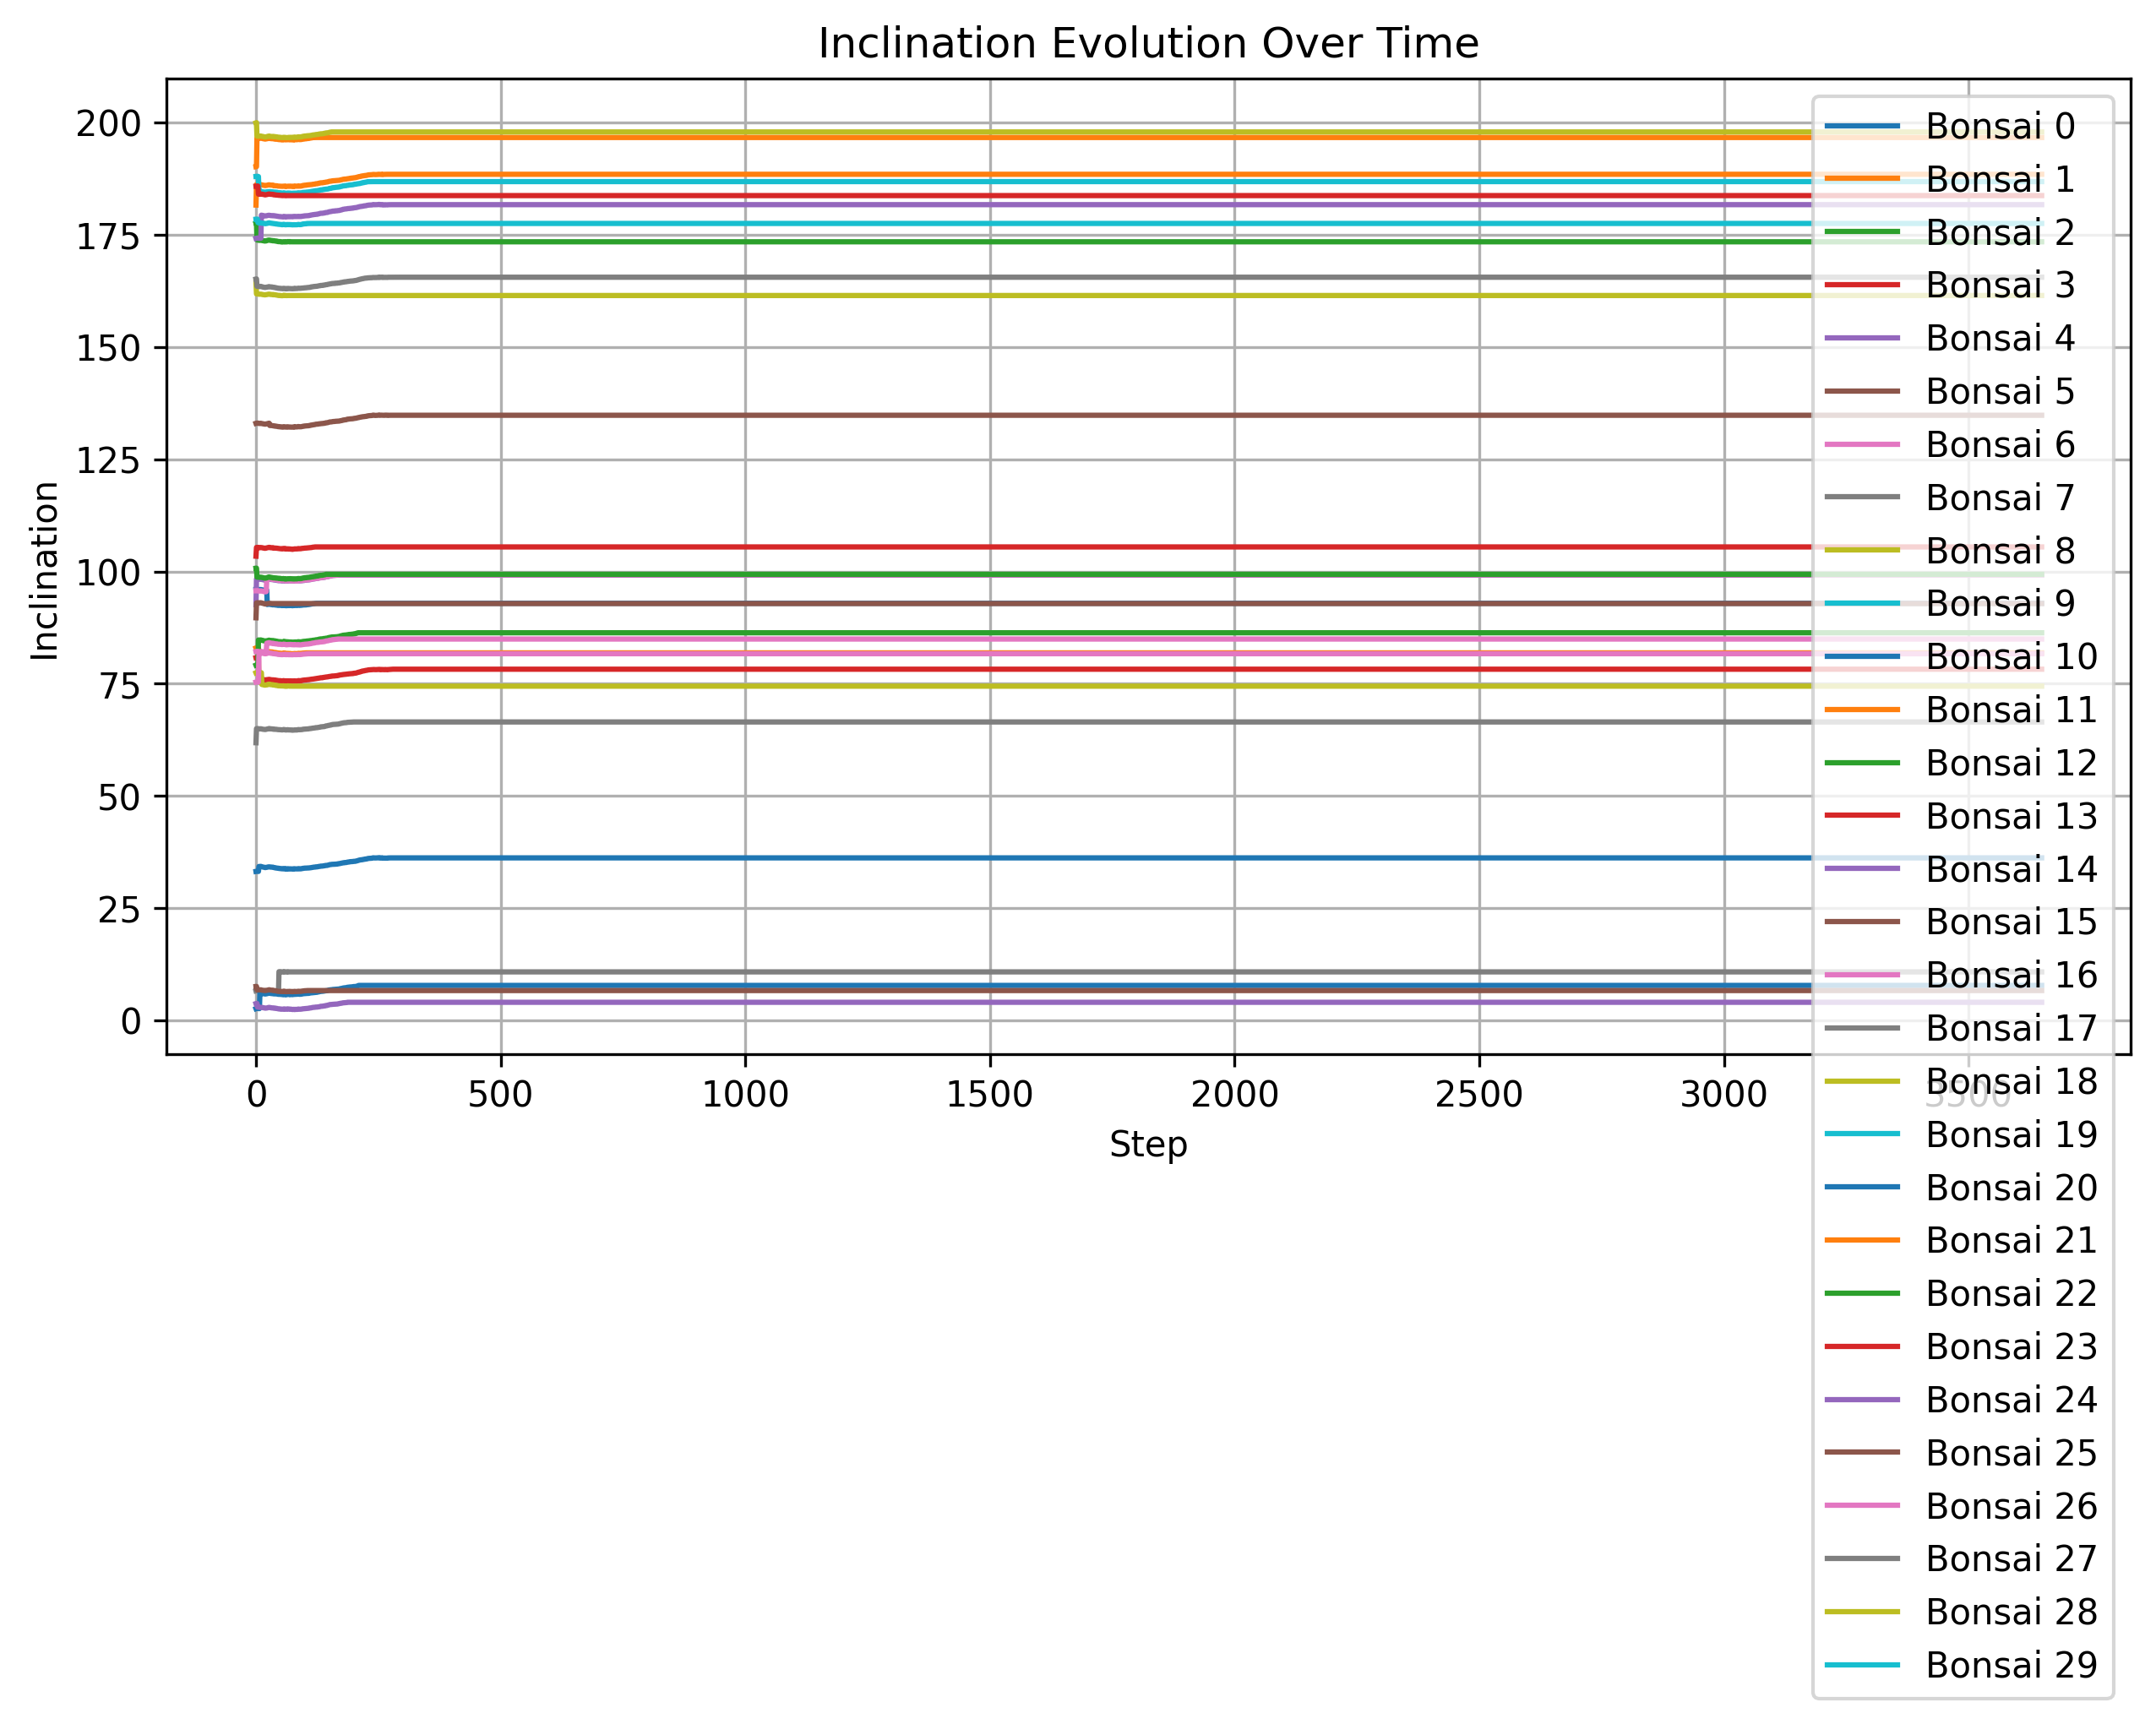 Inclination Evolution Over Time
Inclination
200
175
150
125
100
75
50
25
0
0 500 1000 1500 2000 2500 3000 3500
Step
Bonsai 0
Bonsai 1
Bonsai 2
Bonsai 3
Bonsai 4
Bonsai 5
Bonsai 6
Bonsai 7
Bonsai 8
Bonsai 9
Bonsai 10
Bonsai 11
Bonsai 12
Bonsai 13
Bonsai 14
Bonsai 15
Bonsai 16
Bonsai 17
Bonsai 18
Bonsai 19
Bonsai 20
Bonsai 21
Bonsai 22
Bonsai 23
Bonsai 24
Bonsai 25
Bonsai 26
Bonsai 27
Bonsai 28
Bonsai 29